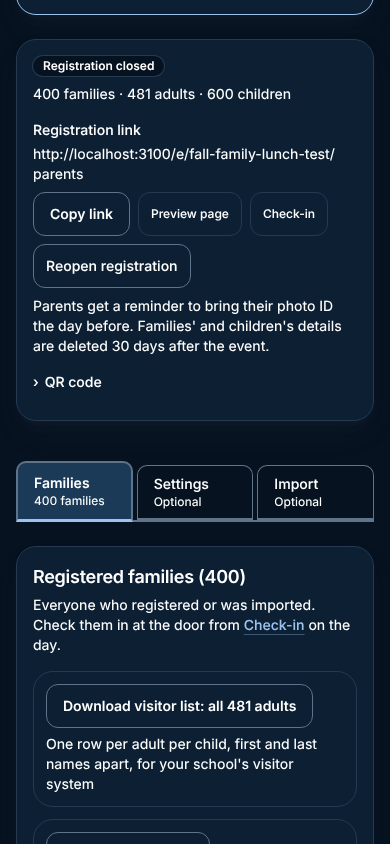 Registration closed
400 families · 481 adults · 600 children
Registration link
http://localhost:3100/e/fall-family-lunch-test/
parents
Copy link
Preview page
Check-in
Reopen registration
Parents get a reminder to bring their photo ID
the day before. Families' and children's details
are deleted 30 days after the event.
› QR code
Families
400 families
Settings
Optional
Import
Optional
Registered families (400)
Everyone who registered or was imported.
Check them in at the door from Check-in on the
day.
Download visitor list: all 481 adults
One row per adult per child, first and last
names apart, for your school's visitor
system